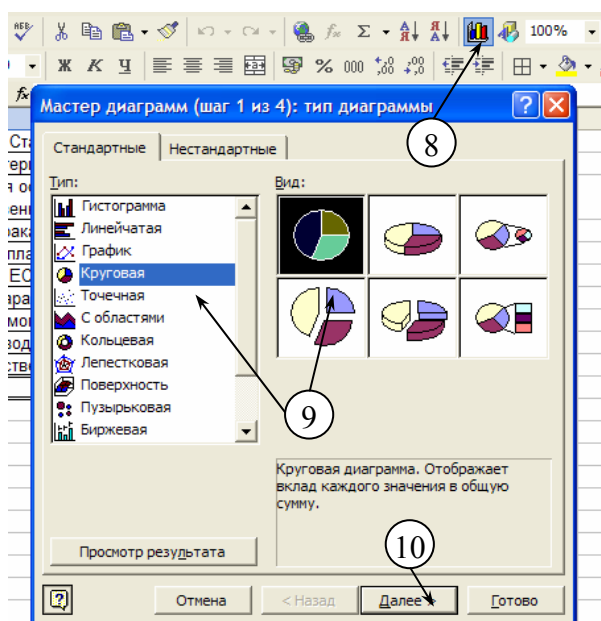 100%
Ж К Ч % 000
fx
Мастер диаграмм (шаг 1 из 4): тип диаграммы
8
Стандартные Нестандартные
Тип: Вид:
Гистограмма
Линейчатая
График
Круговая
Точечная
С областями
Кольцевая
Лепестковая
Поверхность
Пузырьковая
Биржевая
9
Круговая диаграмма. Отображает
вклад каждого значения в общую
сумму.
10
Просмотр результата
Отмена < Назад Далее > Готово